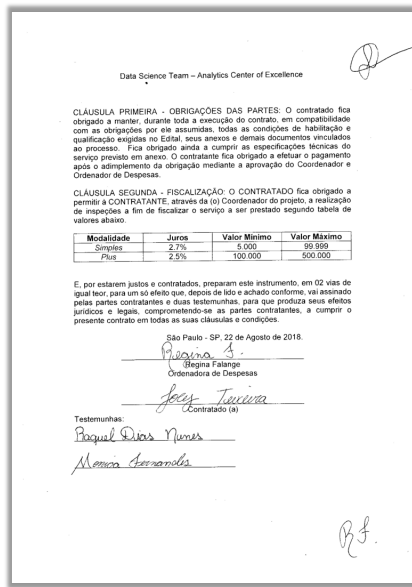 Data Science Team – Analytics Center of Excellence
CLÁUSULA PRIMEIRA - OBRIGAÇÕES DAS PARTES: O contratado fica
obrigado a manter, durante toda a execução do contrato, em compatibilidade
com as obrigações por ele assumidas, todas as condições de habilitação e
qualificação exigidas no Edital, seus anexos e demais documentos vinculados
ao processo. Fica obrigado ainda a cumprir as especificações técnicas do
serviço previsto em anexo. O contratante fica obrigado a efetuar o pagamento
após o adimplemento da obrigação mediante a aprovação do Coordenador e
Ordenador de Despesas.
CLÁUSULA SEGUNDA - FISCALIZAÇÃO: O CONTRATADO fica obrigado a
permitir à CONTRATANTE, através da (o) Coordenador do projeto, a realização
de inspeções a fim de fiscalizar o serviço a ser prestado segundo tabela de
valores abaixo.
Modalidade Juros Valor Mínimo Valor Máximo
Simples 2.7% 5.000 99.999
Plus 2.5% 100.000 500.000
E, por estarem justos e contratados, preparam este instrumento, em 02 vias de
igual teor, para um só efeito que, depois de lido e achado conforme, vai assinado
pelas partes contratantes e duas testemunhas, para que produza seus efeitos
jurídicos e legais, comprometendo-se as partes contratantes, a cumprir o
presente contrato em todas as suas cláusulas e condições.
São Paulo - SP, 22 de Agosto de 2018.
Regina F.
Regina Falange
Ordenadora de Despesas
Joey Teixeira
Contratado (a)
Testemunhas:
Raquel Dias Nunes
Monica Fernandes
R F.